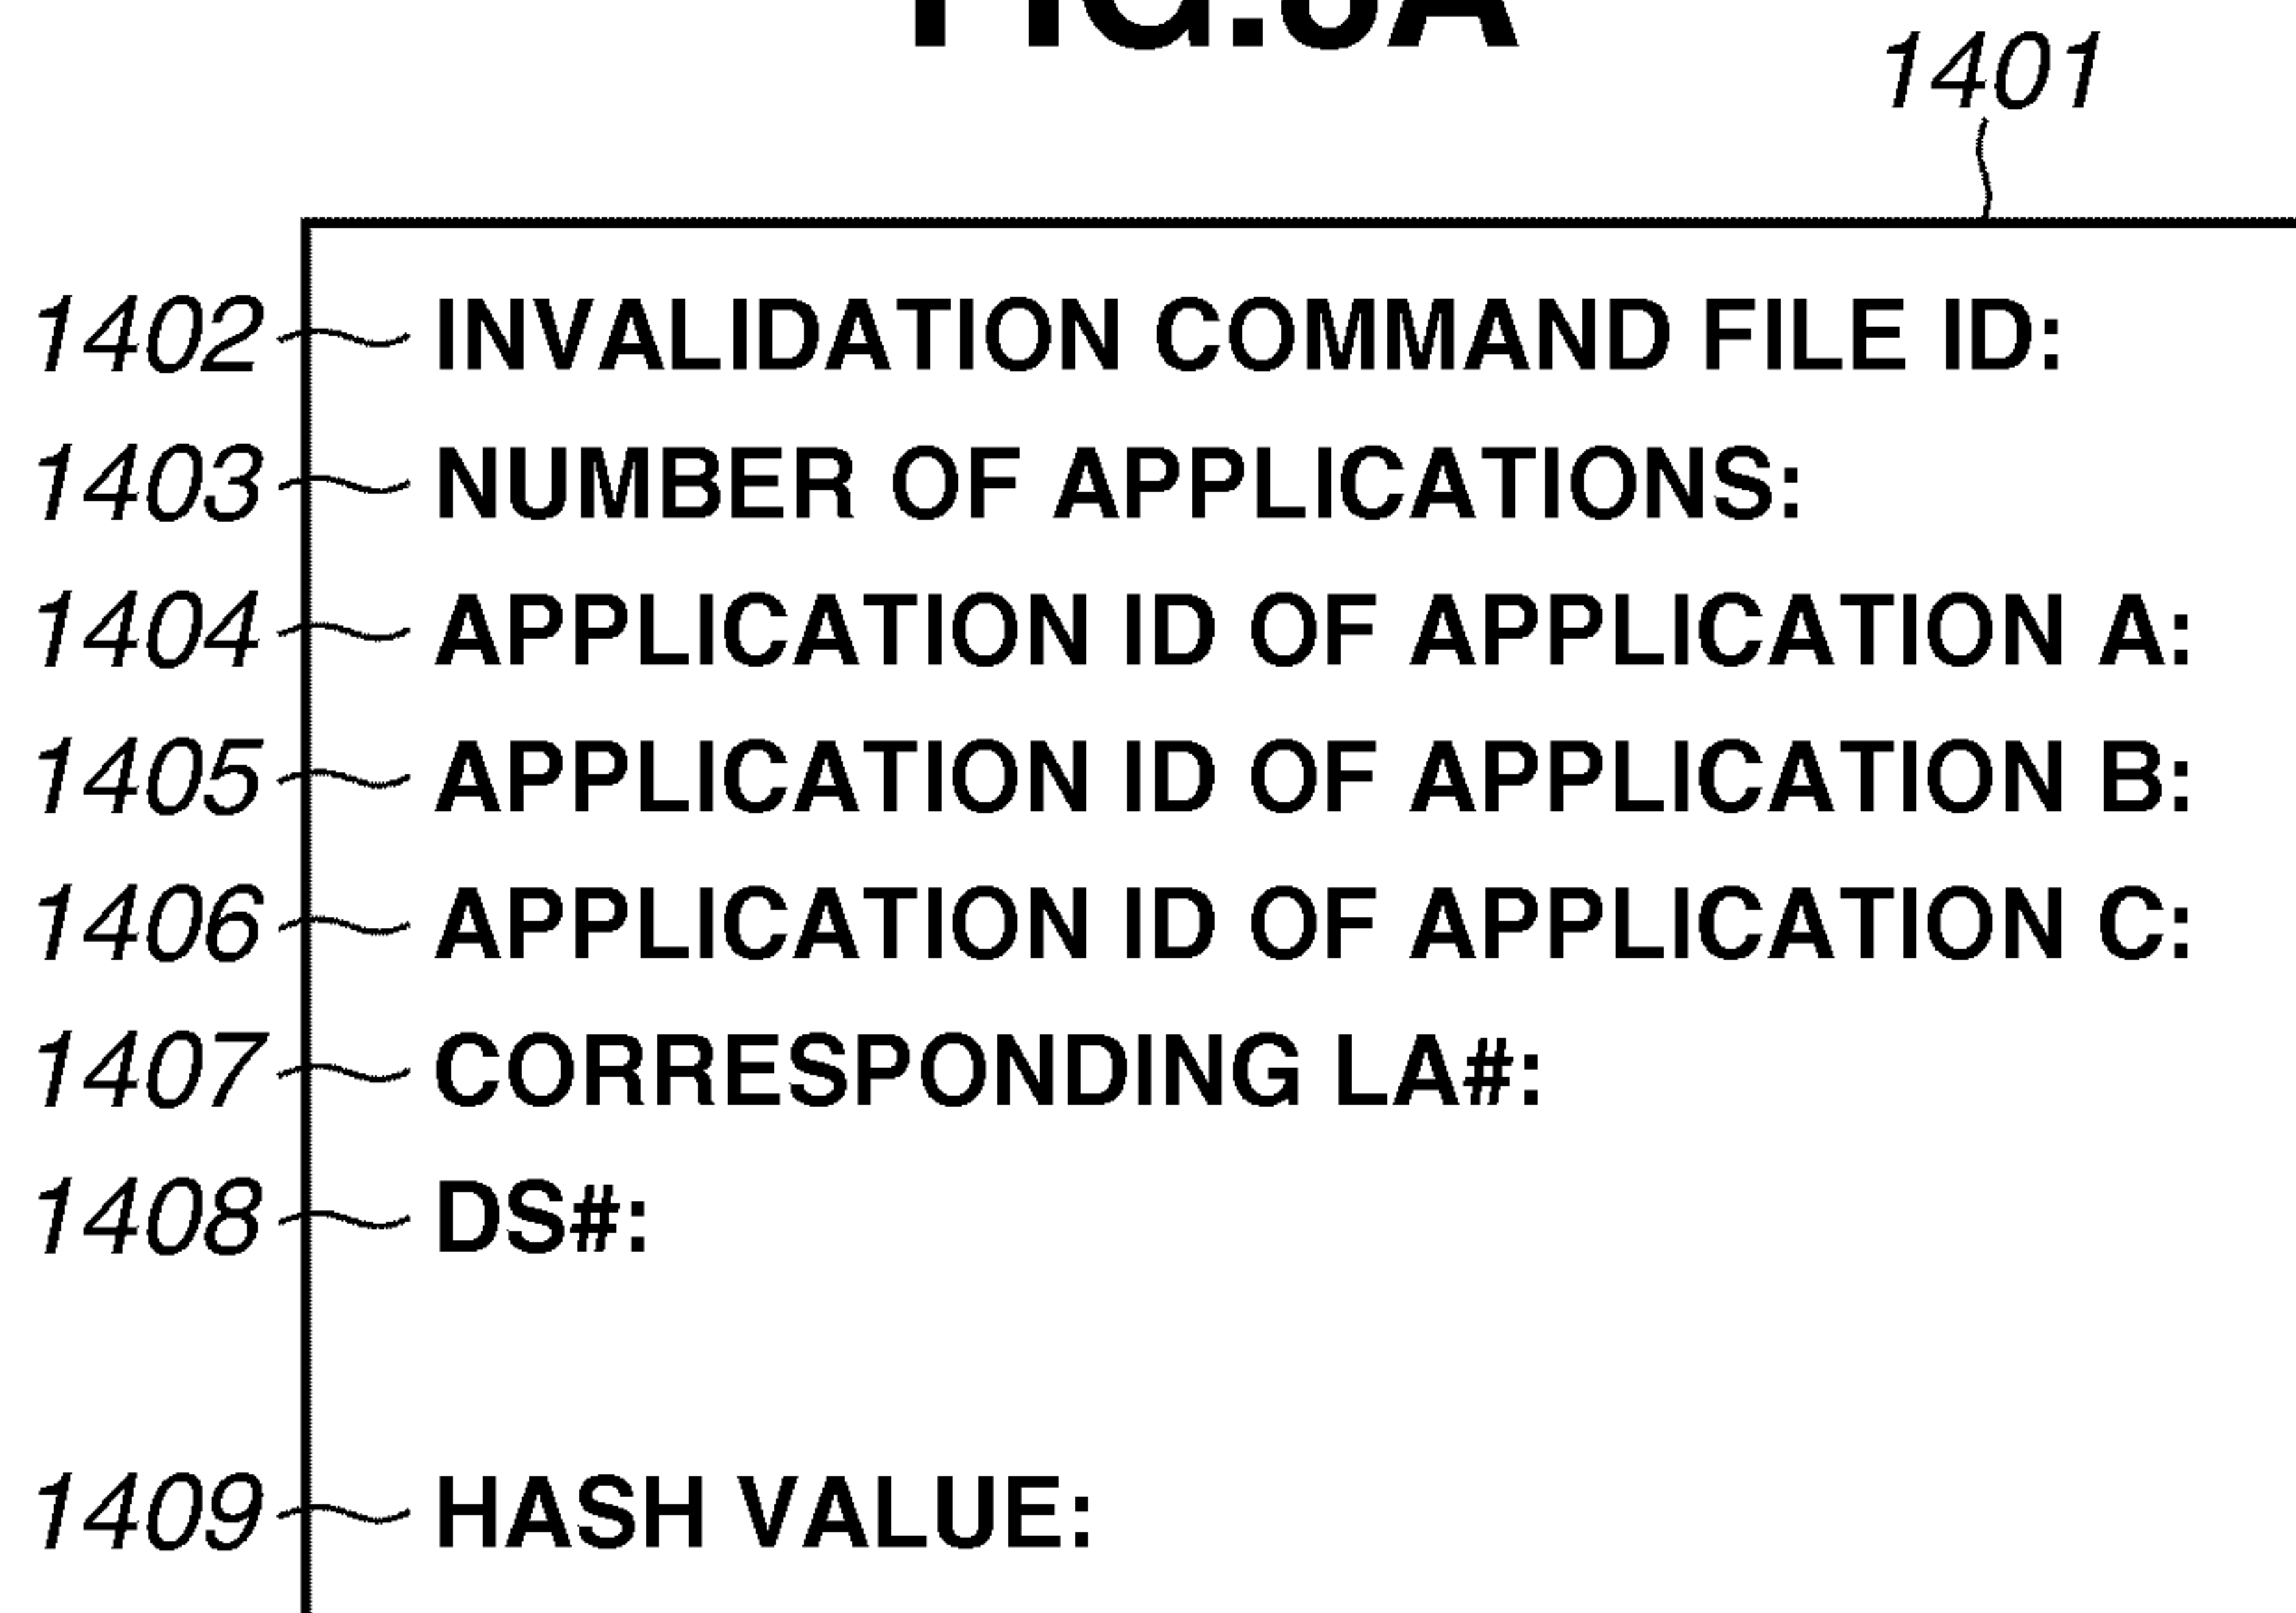 1401
1402 INVALIDATION COMMAND FILE ID:
1403 NUMBER OF APPLICATIONS:
1404 APPLICATION ID OF APPLICATION A:
1405 APPLICATION ID OF APPLICATION B:
1406 APPLICATION ID OF APPLICATION C:
1407 CORRESPONDING LA#:
1408 DS#:
1409 HASH VALUE: